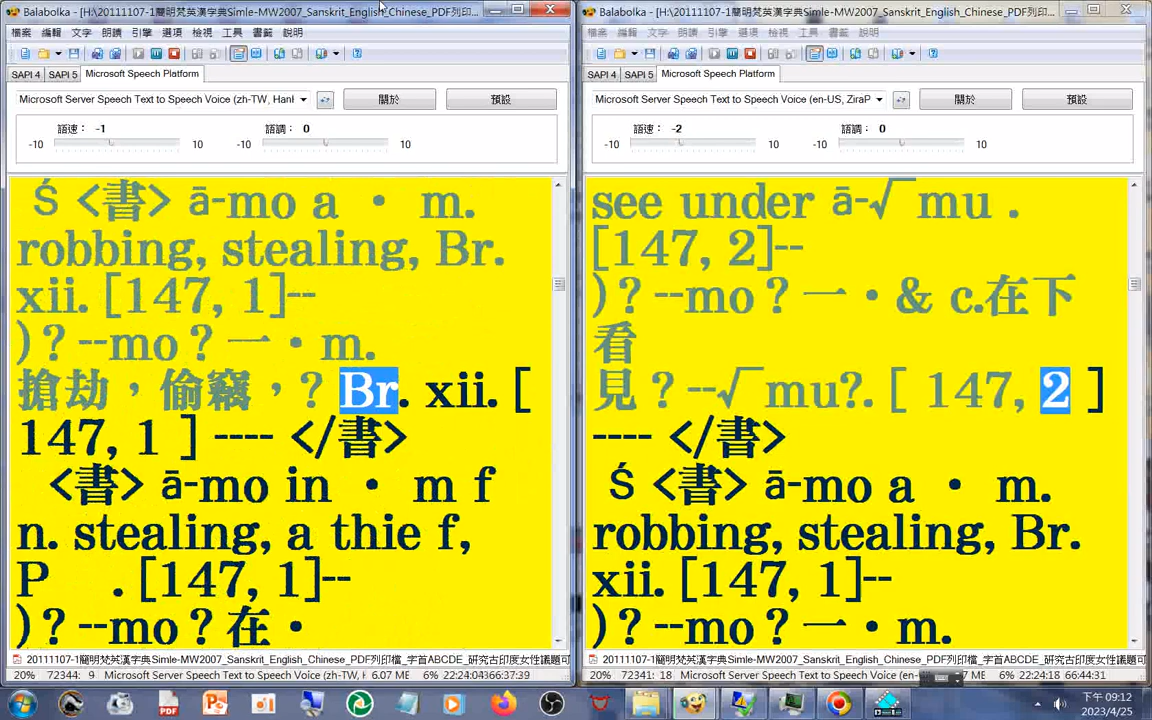 Balabolka - [H:\20111107-1簡明梵英漢字典Simle-MW2007_Sanskrit_English_Chinese_PDF列印...
檔案 編輯 文字 朗讀 引擎 選項 檢視 工具 書籤 說明
SAPI 4 SAPI 5 Microsoft Speech Platform
Microsoft Server Speech Text to Speech Voice (zh-TW, Hanl
關於 預設
語速： -1 語調： 0
-10 10 -10 10
Ś <書> ā-mo a ・ m.
robbing, stealing, Br.
xii. [147, 1]--
)？--mo？一・m.
搶劫，偷竊，？Br. xii. [
147, 1 ] ---- </書>
<書> ā-mo in ・ m f
n. stealing, a thie f,
P . [147, 1]--
)？--mo？在・
20111107-1簡明梵英漢字典Simle-MW2007_Sanskrit_English_Chinese_PDF列印檔_字首ABCDE_研究古印度女性議題可
20% 72344: 9 Microsoft Server Speech Text to Speech Voice (zh-TW, H 6.07 MB 6% 22:24:04/366:37:39
Balabolka - [H:\20111107-1簡明梵英漢字典Simle-MW2007_Sanskrit_English_Chinese_PDF列印...
檔案 編輯 文字 朗讀 引擎 選項 檢視 工具 書籤 說明
SAPI 4 SAPI 5 Microsoft Speech Platform
Microsoft Server Speech Text to Speech Voice (en-US, ZiraP
關於 預設
語速： -2 語調： 0
-10 10 -10 10
see under ā-√ mu .
[147, 2]--
)？--mo？一・& c.在下
看
見？--√ mu?. [ 147, 2 ]
---- </書>
Ś <書> ā-mo a ・ m.
robbing, stealing, Br.
xii. [147, 1]--
)？--mo？一・m.
20111107-1簡明梵英漢字典Simle-MW2007_Sanskrit_English_Chinese_PDF列印檔_字首ABCDE_研究古印度女性議題可
20% 72341: 18 Microsoft Server Speech Text to Speech Voice 6% 22:24:18 66:44:31
下午 09:12
2023/4/25